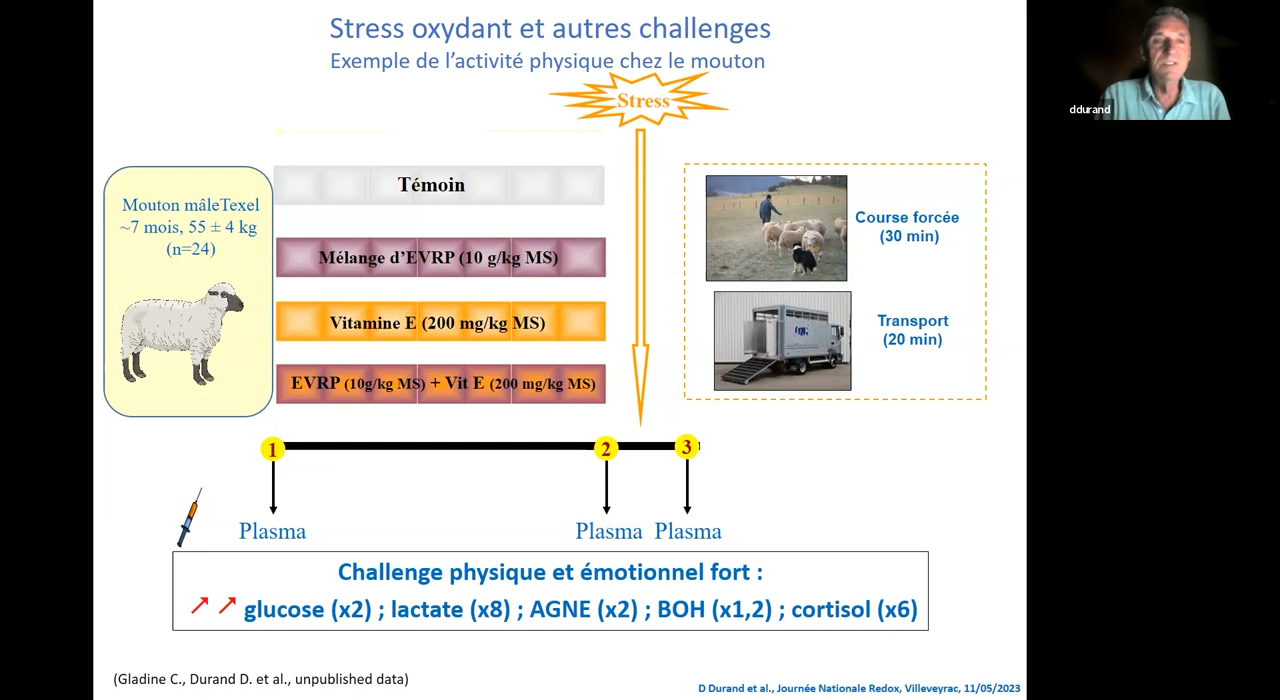 Stress oxydant et autres challenges
Exemple de l'activité physique chez le mouton
Stress
ddurand
Mouton mâleTexel
~7 mois, 55 ± 4 kg
(n=24)
Témoin
Mélange d'EVRP (10 g/kg MS)
Vitamine E (200 mg/kg MS)
EVRP (10g/kg MS) + Vit E (200 mg/kg MS)
Course forcée
(30 min)
Transport
(20 min)
1
2
3
Plasma
Plasma
Plasma
Challenge physique et émotionnel fort :
↗ ↗ glucose (x2) ; lactate (x8) ; AGNE (x2) ; BOH (x1,2) ; cortisol (x6)
(Gladine C., Durand D. et al., unpublished data)
D Durand et al., Journée Nationale Redox, Villeveyrac, 11/05/2023